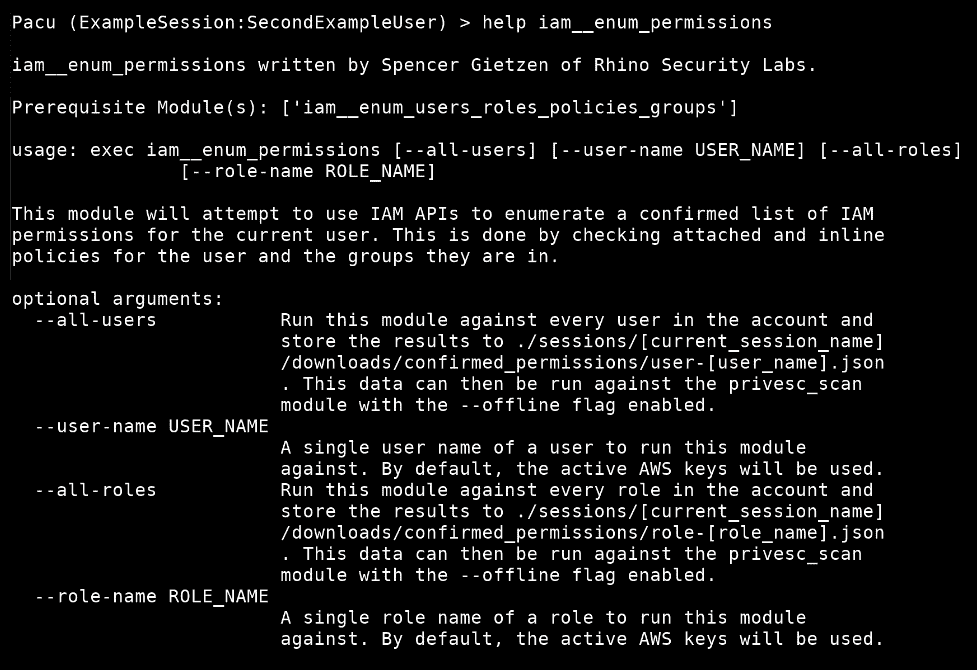 Pacu (ExampleSession:SecondExampleUser) > help iam__enum_permissions
iam__enum_permissions written by Spencer Gietzen of Rhino Security Labs.
Prerequisite Module(s): ['iam__enum_users_roles_policies_groups']
usage: exec iam__enum_permissions [--all-users] [--user-name USER_NAME] [--all-roles]
[--role-name ROLE_NAME]
This module will attempt to use IAM APIs to enumerate a confirmed list of IAM
permissions for the current user. This is done by checking attached and inline
policies for the user and the groups they are in.
optional arguments:
--all-users Run this module against every user in the account and
store the results to ./sessions/[current_session_name]
/downloads/confirmed_permissions/user-[user_name].json
. This data can then be run against the privesc_scan
module with the --offline flag enabled.
--user-name USER_NAME
A single user name of a user to run this module
against. By default, the active AWS keys will be used.
--all-roles Run this module against every role in the account and
store the results to ./sessions/[current_session_name]
/downloads/confirmed_permissions/role-[role_name].json
. This data can then be run against the privesc_scan
module with the --offline flag enabled.
--role-name ROLE_NAME
A single role name of a role to run this module
against. By default, the active AWS keys will be used.